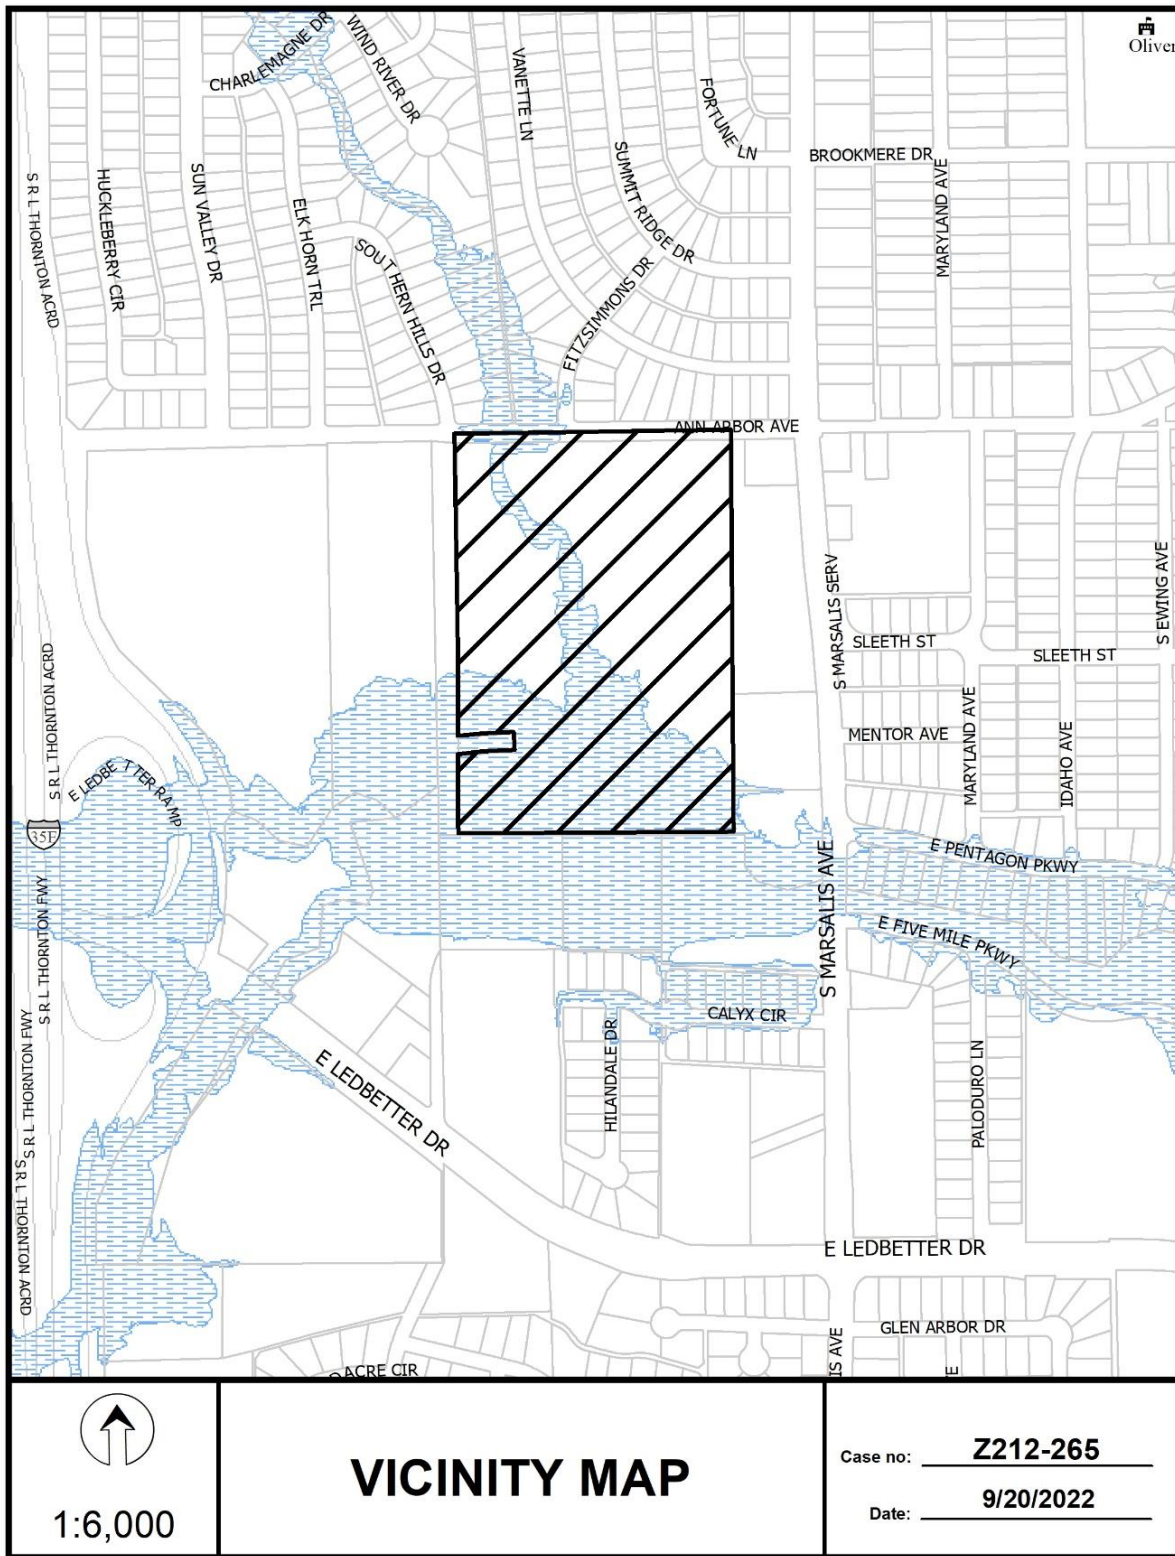 Oliver
CHARLEMAGNE DR
WIND RIVER DR
VANETTE LN
FORTUNE LN
BROOKMERE DR
MARYLAND AVE
SUMMIT RIDGE DR
S R L THORNTON ACRD
HUCKLEBERRY CIR
SUN VALLEY DR
ELK HORN TRL
SOUTHERN HILLS DR
FITZSIMMONS DR
ANN ARBOR AVE
S MARSALIS SERV
S EWING AVE
SLEETH ST
SLEETH ST
MENTOR AVE
MARYLAND AVE
IDAHO AVE
S R L THORNTON ACRD
E LEDBETTER RAMP
35E
E PENTAGON PKWY
S MARSALIS AVE
E FIVE MILE PKWY
S R L THORNTON FWY
S R L THORNTON FWY
CALYX CIR
HILANDALE DR
PALODURO LN
E LEDBETTER DR
S R L THORNTON FWY
S R L THORNTON ACRD
E LEDBETTER DR
GLEN ARBOR DR
IS AVE
E
ACRE CIR
1:6,000
VICINITY MAP
Case no: Z212-265
Date: 9/20/2022